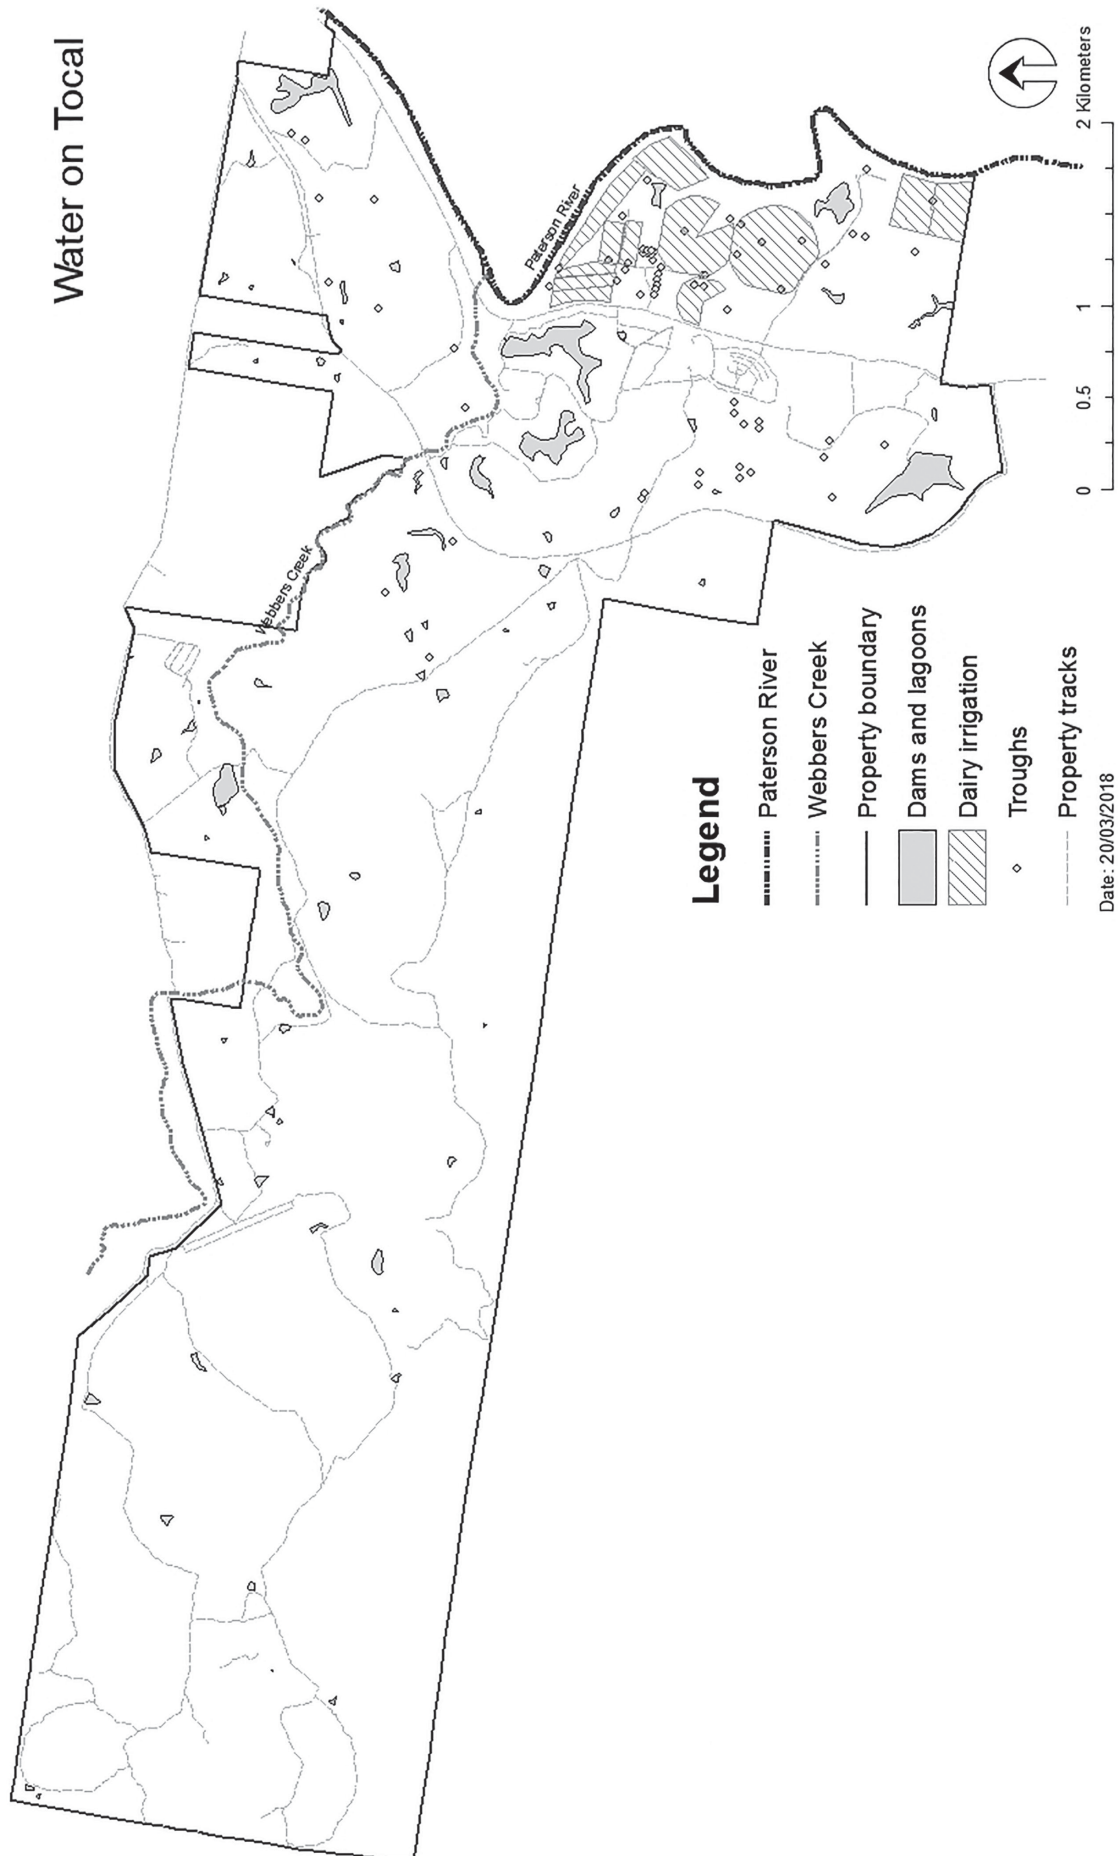 Water on Tocal
Paterson River
Webbers Creek
Legend
Paterson River
Webbers Creek
Property boundary
Dams and lagoons
Dairy irrigation
Troughs
Property tracks
Date: 20/03/2018
0 0.5 1 2 Kilometers